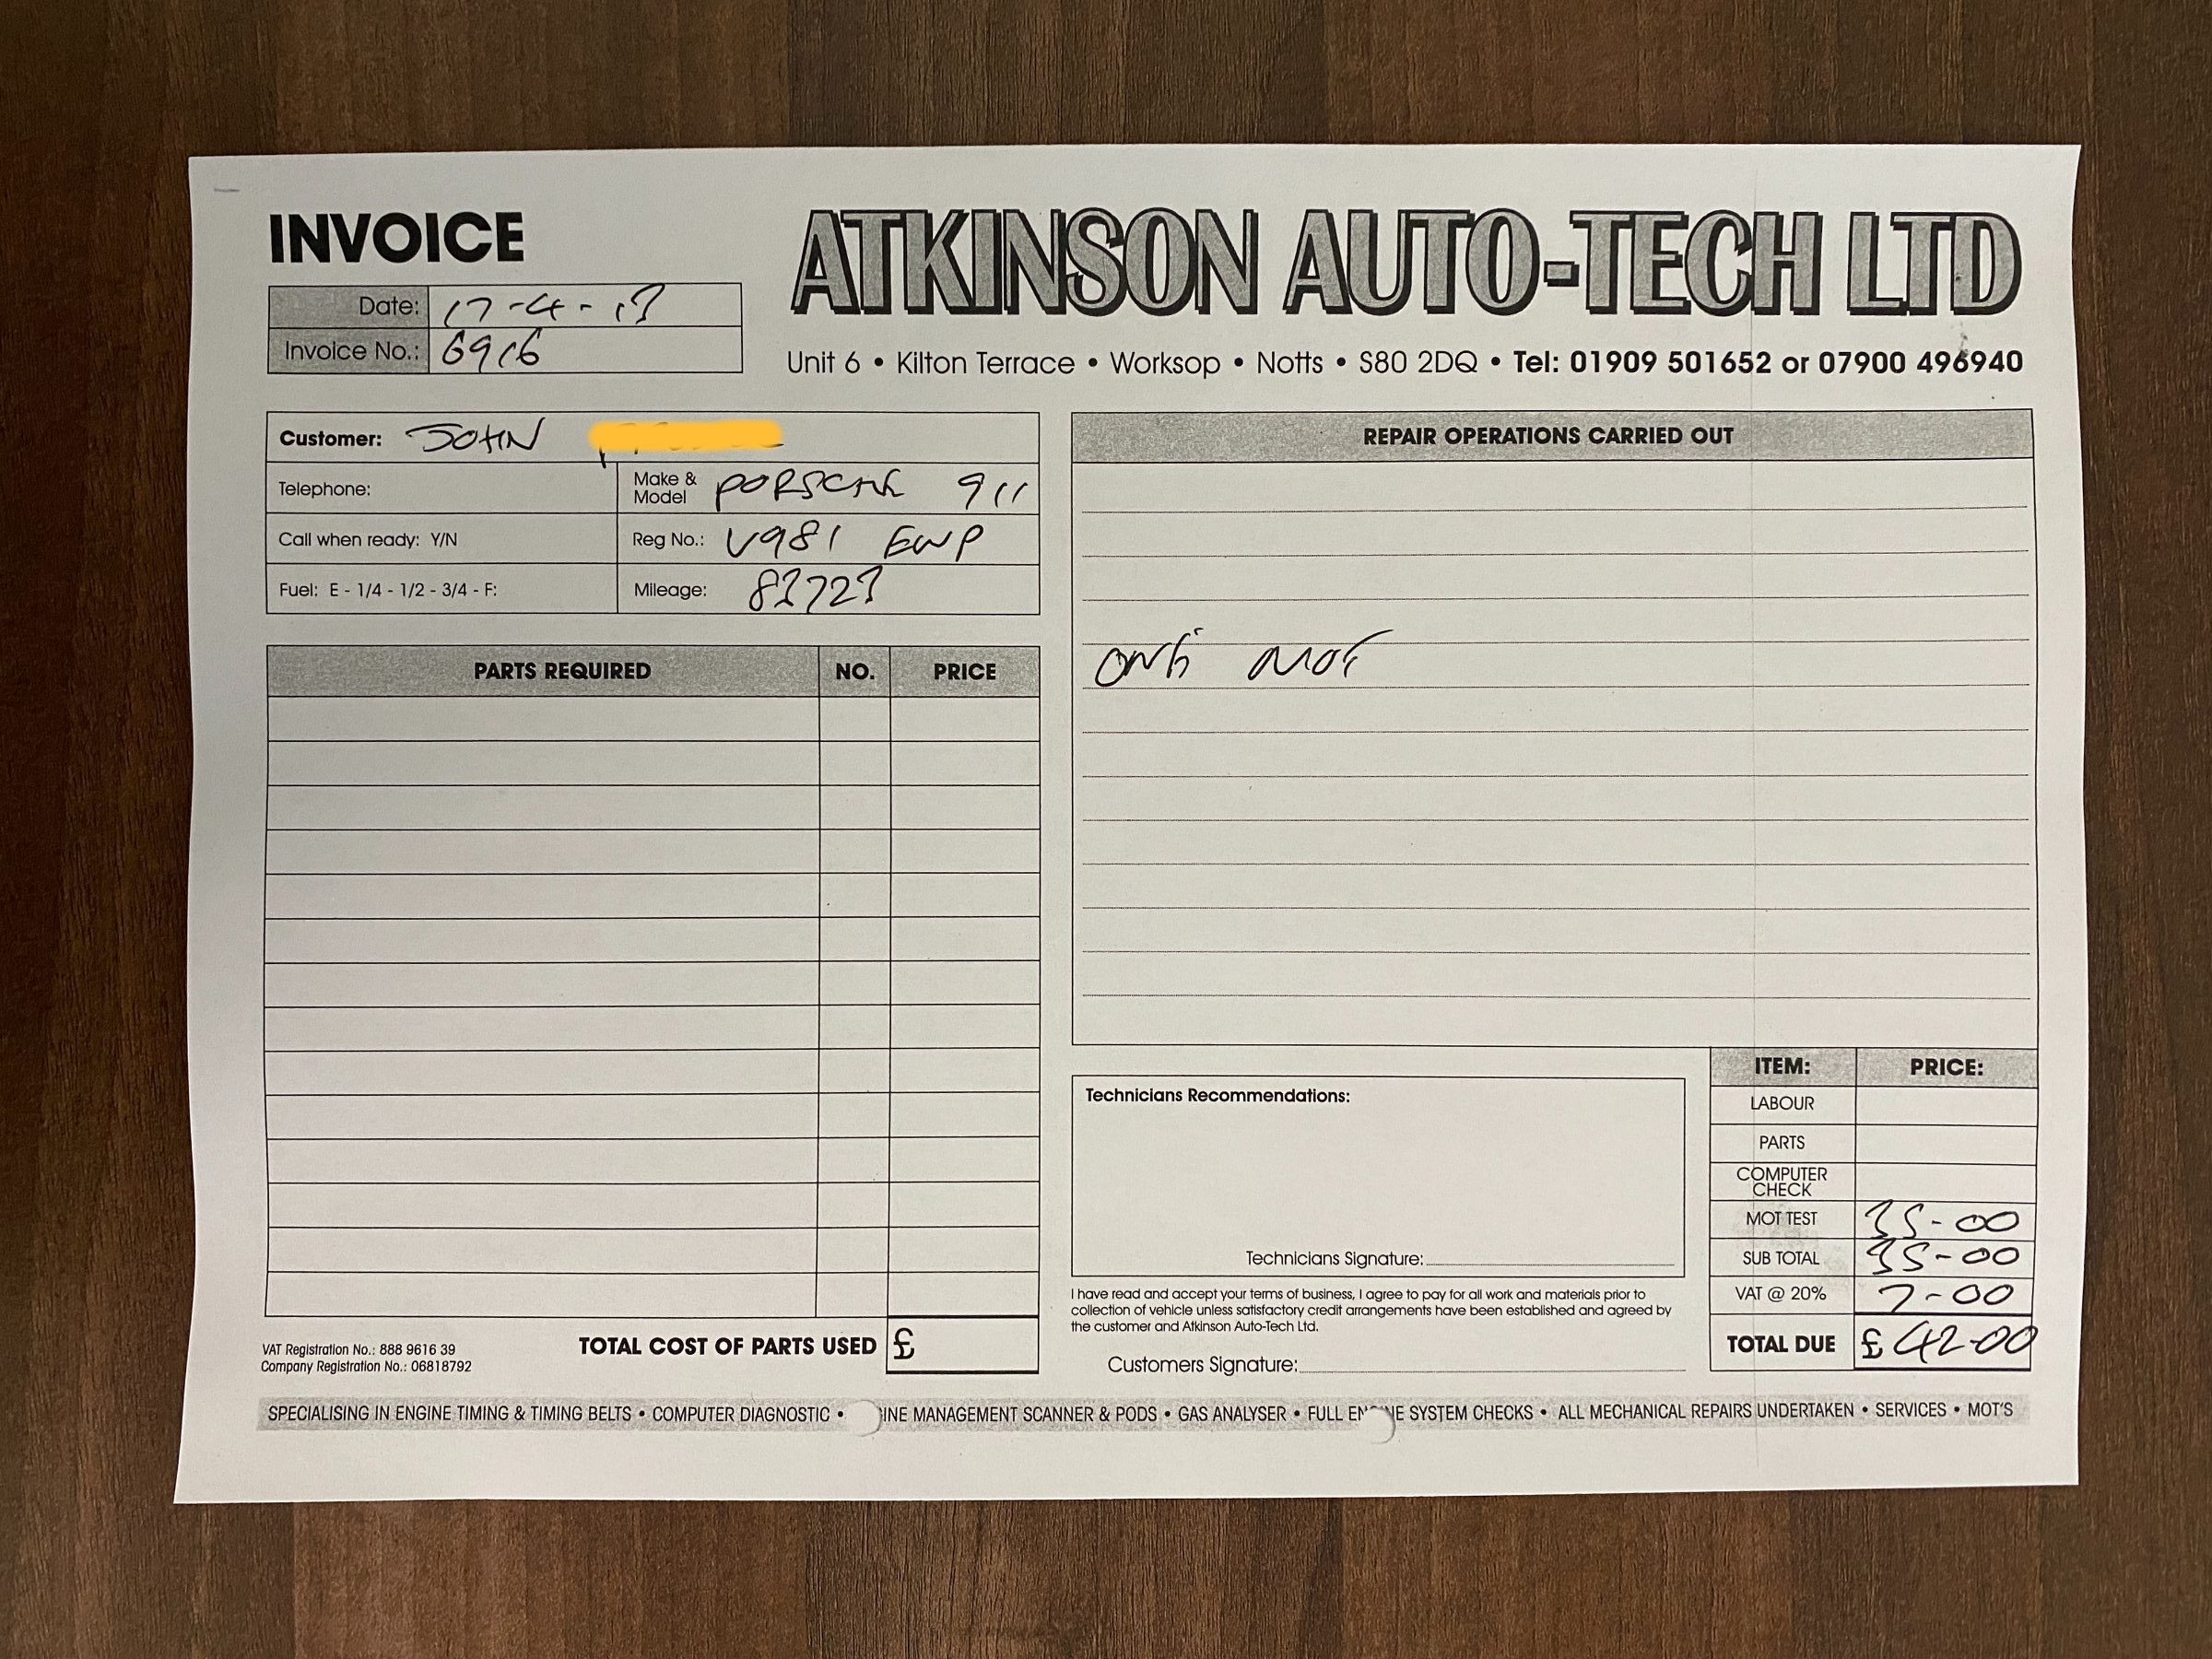 INVOICE
ATKINSON AUTO-TECH LTD
Date: 17-4-13
Invoice No.: 6916
Unit 6 • Kilton Terrace • Worksop • Notts • S80 2DQ • Tel: 01909 501652 or 07900 496940
Customer: JOHN
Telephone:
Make & Model PORSCHE 911
Call when ready: Y/N
Reg No.: V981 EWP
Fuel: E - 1/4 - 1/2 - 3/4 - F:
Mileage: 83723
PARTS REQUIRED NO. PRICE
TOTAL COST OF PARTS USED £
VAT Registration No.: 888 9616 39
Company Registration No.: 06818792
REPAIR OPERATIONS CARRIED OUT
MOT
Technicians Recommendations:
Technicians Signature:
I have read and accept your terms of business, I agree to pay for all work and materials prior to
collection of vehicle unless satisfactory credit arrangements have been established and agreed by
the customer and Atkinson Auto-Tech Ltd.
Customers Signature:
ITEM: PRICE:
LABOUR
PARTS
COMPUTER CHECK
MOT TEST 35-00
SUB TOTAL 35-00
VAT @ 20% 7-00
TOTAL DUE £ 42-00
SPECIALISING IN ENGINE TIMING & TIMING BELTS • COMPUTER DIAGNOSTIC • INE MANAGEMENT SCANNER & PODS • GAS ANALYSER • FULL ENGINE SYSTEM CHECKS • ALL MECHANICAL REPAIRS UNDERTAKEN • SERVICES • MOT'S